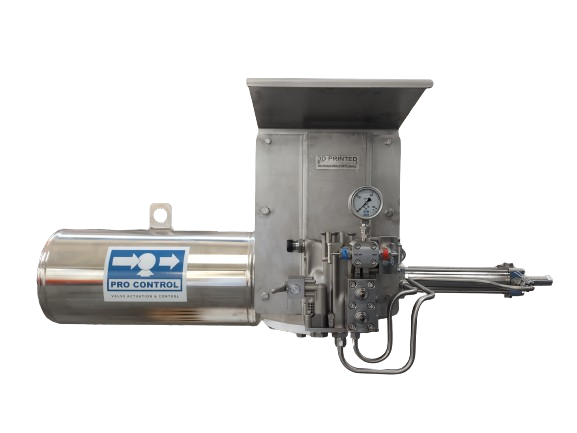 3D PRINTED
PRO CONTROL
VALVE ACTUATION & CONTROL